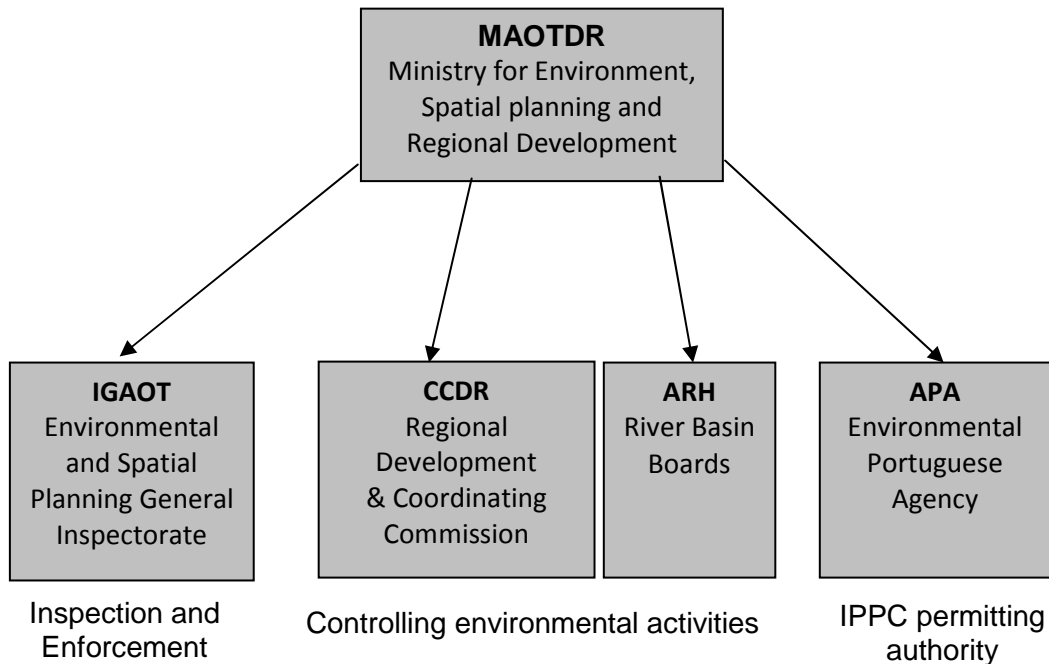 MAOTDR
Ministry for Environment,
Spatial planning and
Regional Development
IGAOT
Environmental
and Spatial
Planning General
Inspectorate
CCDR
Regional
Development
& Coordinating
Commission
ARH
River Basin
Boards
APA
Environmental
Portuguese
Agency
Inspection and
Enforcement
Controlling environmental activities
IPPC permitting
authority